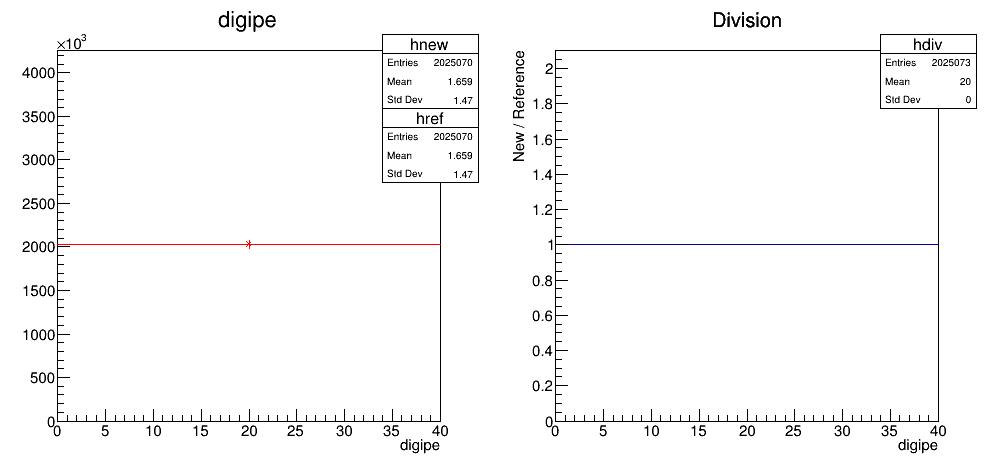 digipe
×10³
hnew
Entries 2025070
Mean 1.659
Std Dev 1.47
href
Entries 2025070
Mean 1.659
Std Dev 1.47
4000
3500
3000
2500
2000
1500
1000
500
0
0 5 10 15 20 25 30 35 40
digipe
Division
hdiv
Entries 2025073
Mean 20
Std Dev 0
New / Reference
2
1.8
1.6
1.4
1.2
1
0.8
0.6
0.4
0.2
0
0 5 10 15 20 25 30 35 40
digipe